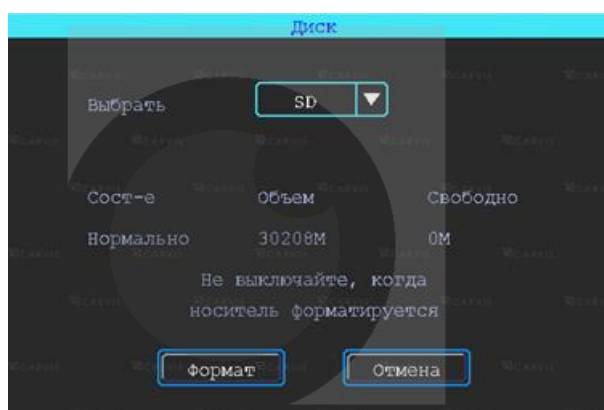 Диск
Выбрать SD
Сост-е Объем Свободно
Нормально 30208M 0M
Не выключайте, когда
носитель форматируется
Формат Отмена